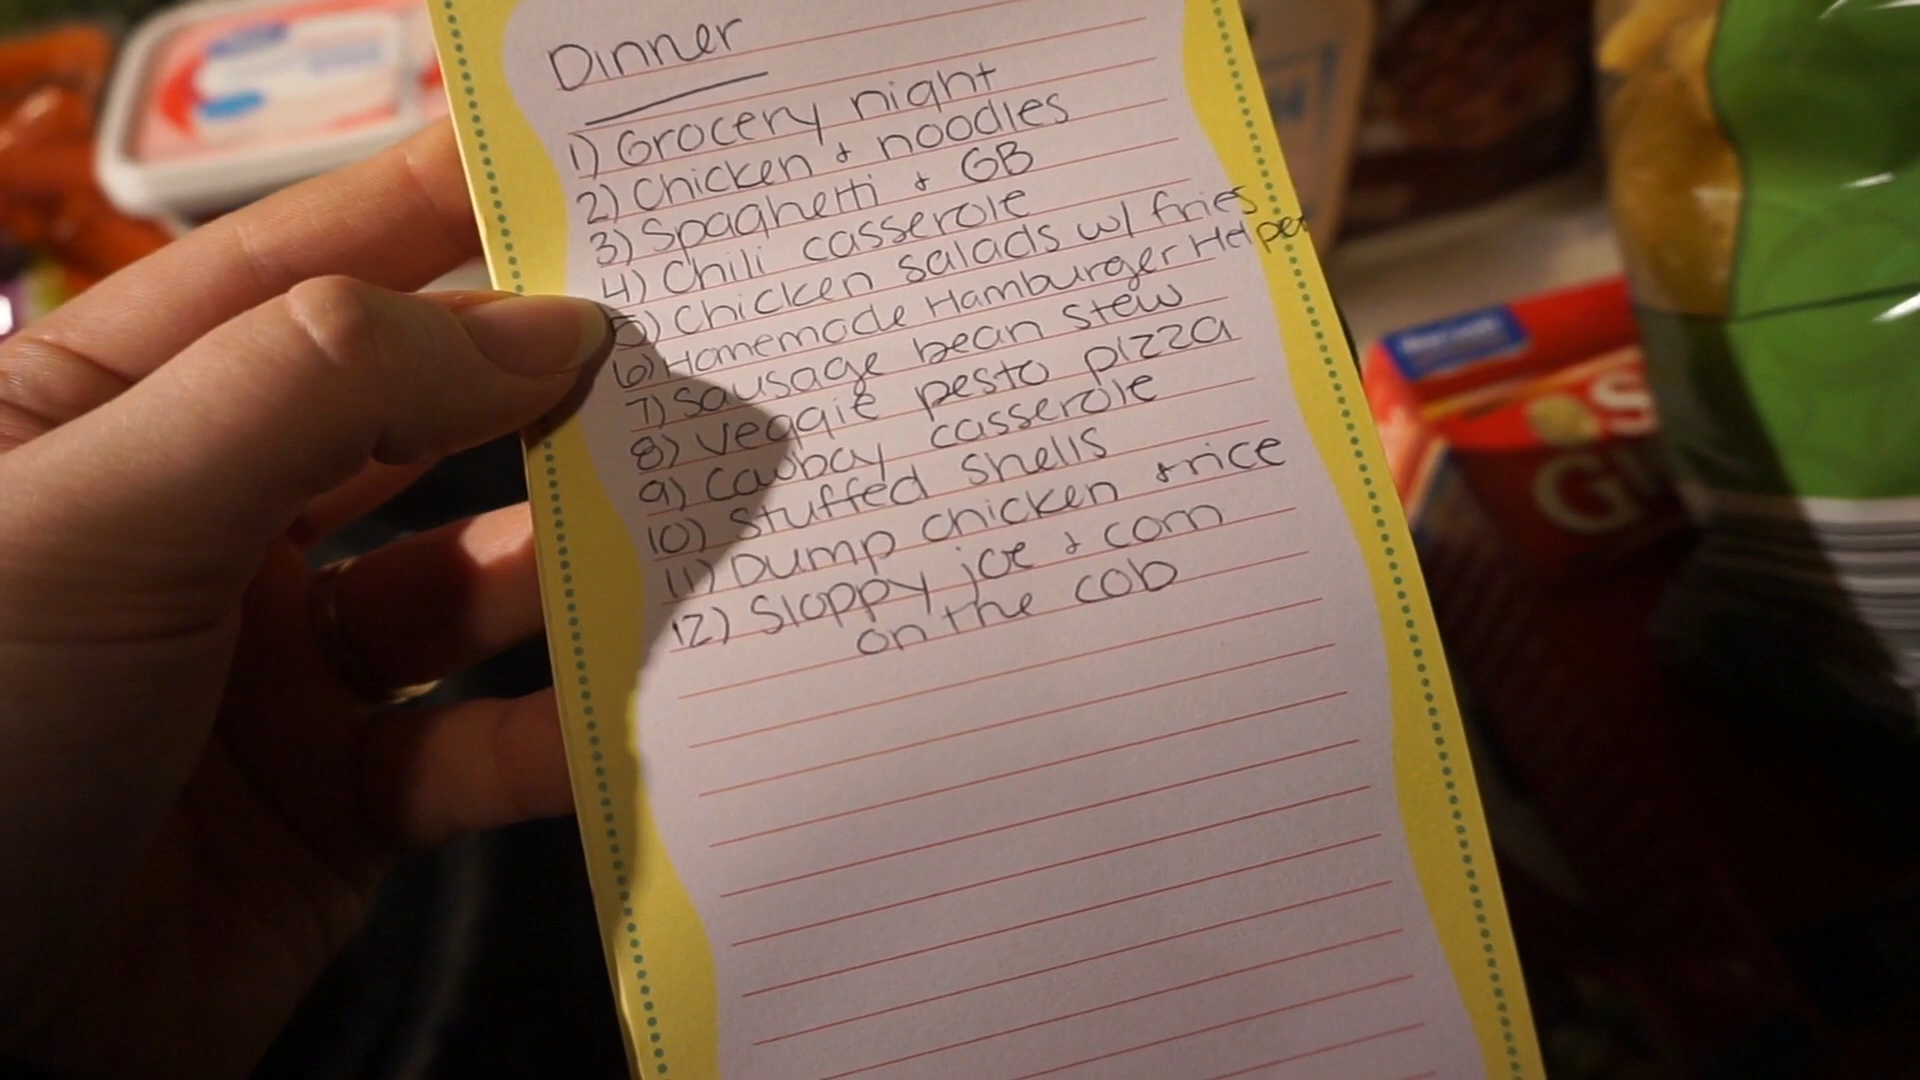 Dinner
1) Grocery night
2) Chicken & noodles
3) Spaghetti & GB
4) Chili casserole
5) Chicken salads w/ fries
6) Homemade Hamburger Helper
7) Sausage bean stew
8) Veggie pesto pizza
9) Cowboy casserole
10) Stuffed shells
11) Dump chicken & rice
12) Sloppy joe & corn
on the cob